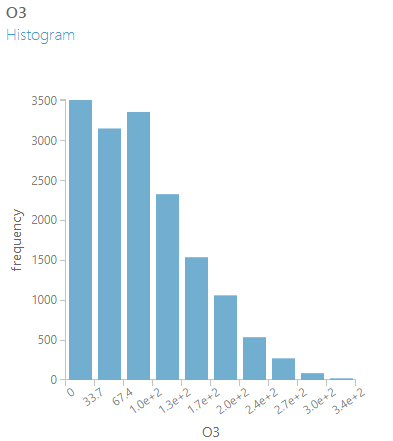 O3
Histogram
3500
3000
2500
2000
1500
1000
500
0
frequency
0
33.7
67.4
1.0e+2
1.3e+2
1.7e+2
2.0e+2
2.4e+2
2.7e+2
3.0e+2
3.4e+2
O3